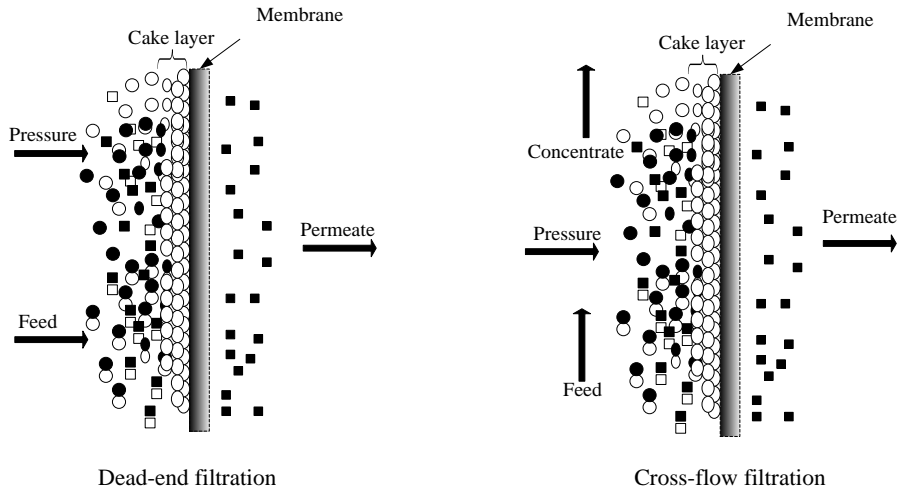 Membrane
Cake layer
Pressure
Permeate
Feed
Dead-end filtration
Membrane
Cake layer
Concentrate
Permeate
Pressure
Feed
Cross-flow filtration